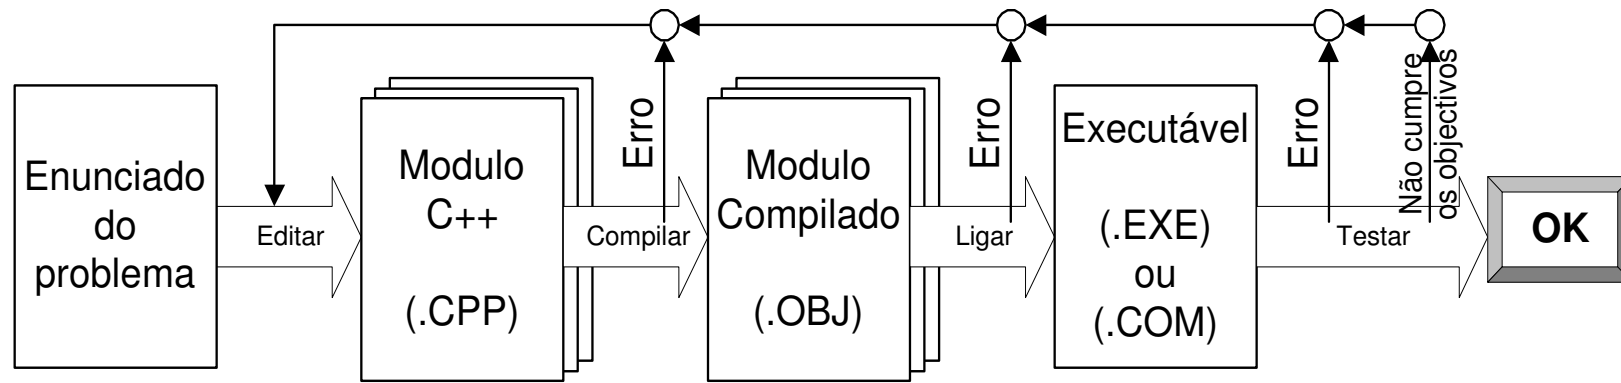 Enunciado
do
problema
Editar
Modulo
C++
(.CPP)
Compilar
Erro
Modulo
Compilado
(.OBJ)
Ligar
Erro
Executável
(.EXE)
ou
(.COM)
Testar
Erro
Não cumpre
os objectivos
OK